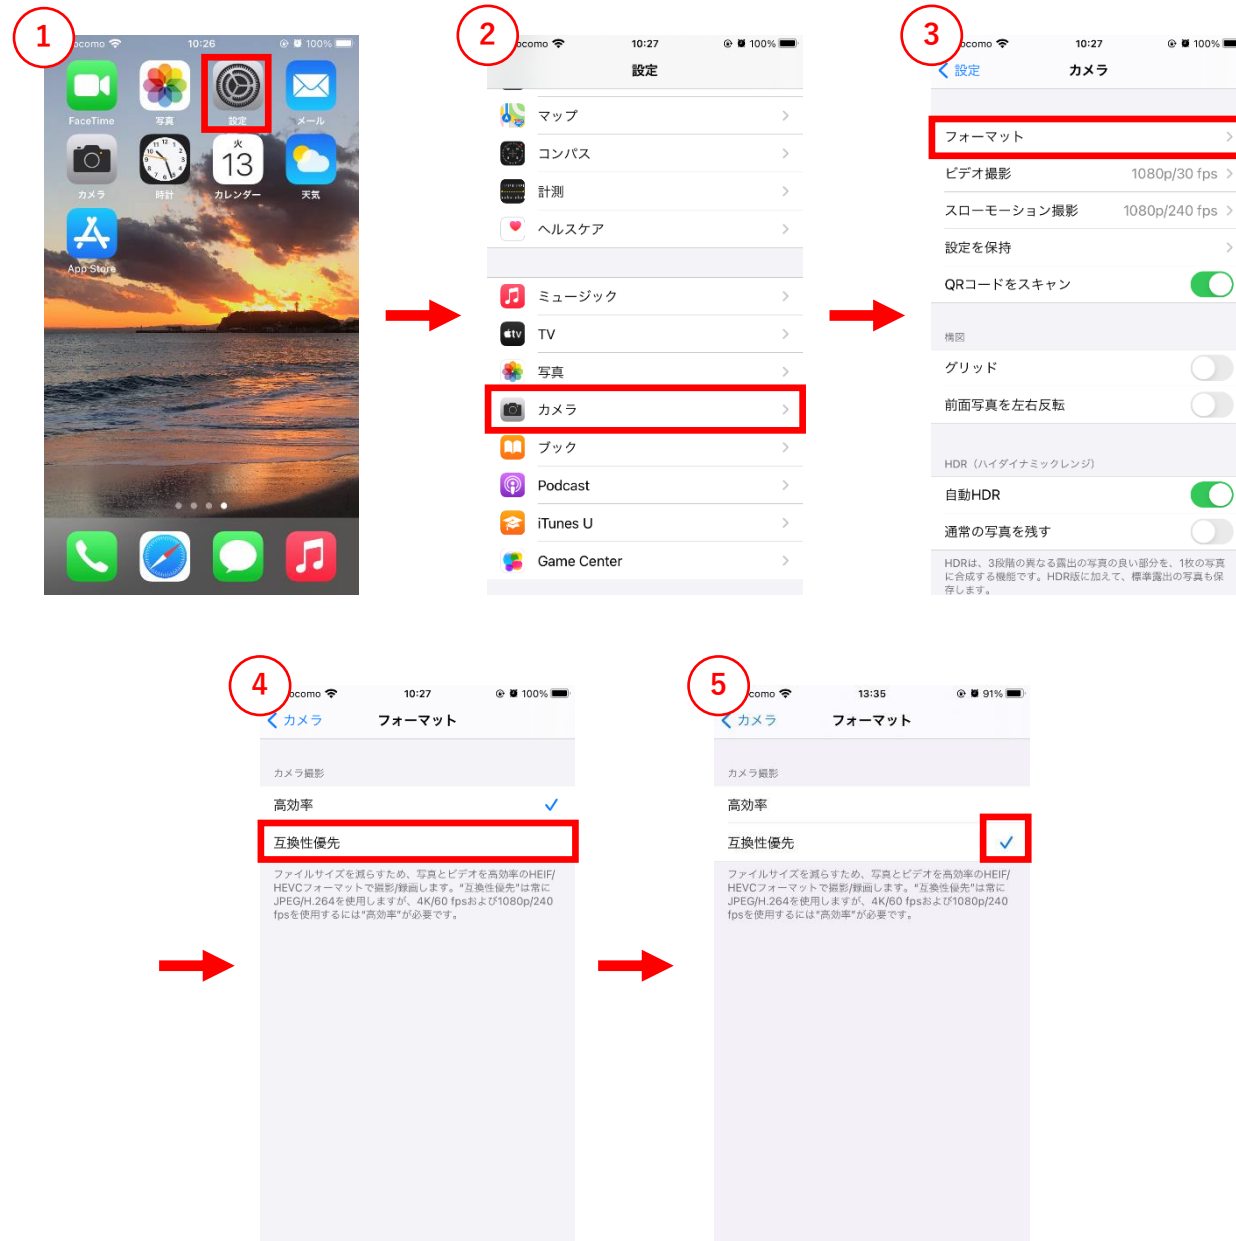 1
ocomo 10:26 100%
FaceTime 写真 設定 メール
火
13
カメラ 時計 カレンダー 天気
App Store
2
ocomo 10:27 100%
設定
マップ
コンパス
計測
ヘルスケア
ミュージック
tv TV
写真
カメラ
ブック
Podcast
iTunes U
Game Center
3
ocomo 10:27 100%
設定 カメラ
フォーマット
ビデオ撮影 1080p/30 fps
スローモーション撮影 1080p/240 fps
設定を保持
QRコードをスキャン
構図
グリッド
前面写真を左右反転
HDR（ハイダイナミックレンジ）
自動HDR
通常の写真を残す
HDRは、3段階の異なる露出の写真の良い部分を、1枚の写真
に合成する機能です。HDR版に加えて、標準露出の写真も保
存します。
4
ocomo 10:27 100%
カメラ フォーマット
カメラ撮影
高効率
互換性優先
ファイルサイズを減らすため、写真とビデオを高効率のHEIF/
HEVCフォーマットで撮影/録画します。“互換性優先”は常に
JPEG/H.264を使用しますが、4K/60 fpsおよび1080p/240
fpsを使用するには“高効率”が必要です。
5
como 13:35 91%
カメラ フォーマット
カメラ撮影
高効率
互換性優先
ファイルサイズを減らすため、写真とビデオを高効率のHEIF/
HEVCフォーマットで撮影/録画します。“互換性優先”は常に
JPEG/H.264を使用しますが、4K/60 fpsおよび1080p/240
fpsを使用するには“高効率”が必要です。